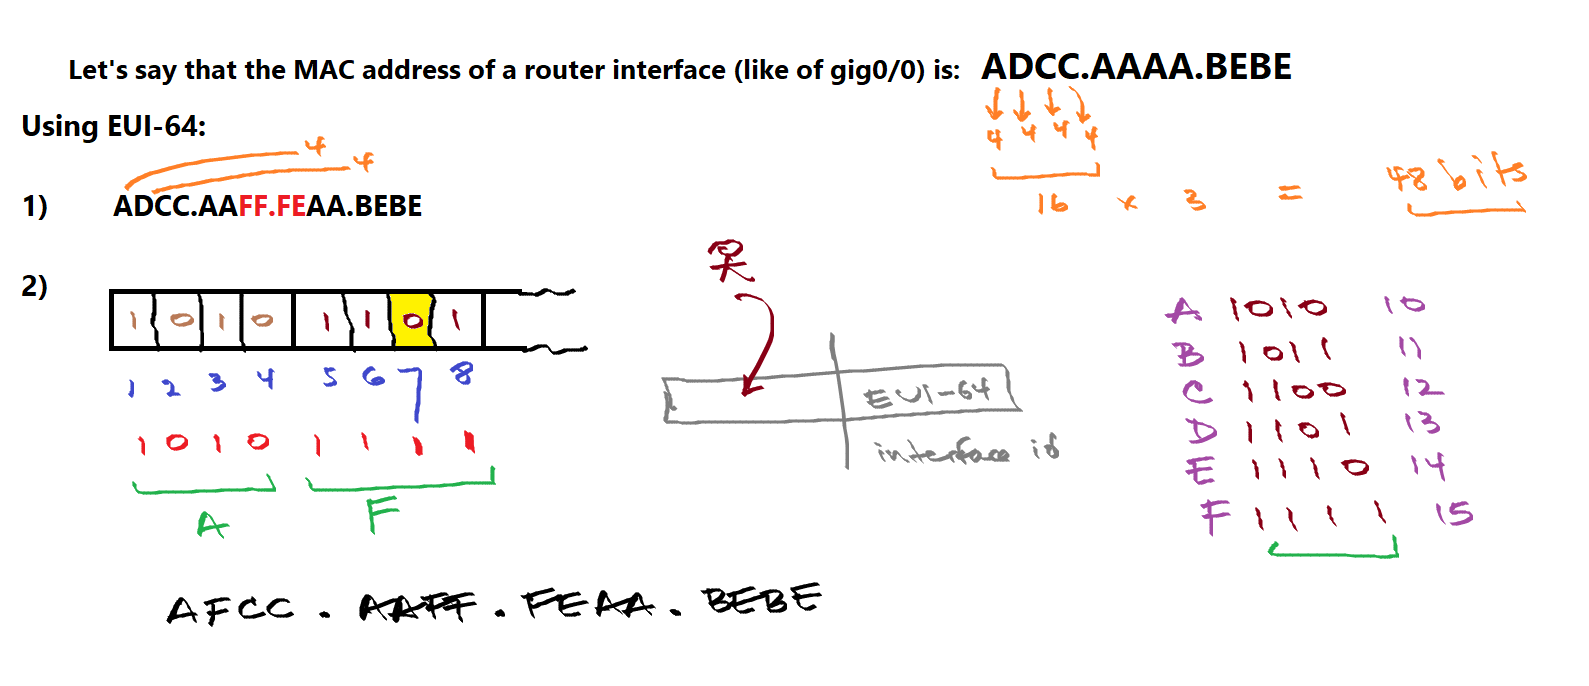 Let's say that the MAC address of a router interface (like of gig0/0) is: ADCC.AAAA.BEBE
4 4 4 4
16 x 3 = 48 bits
Using EUI-64:
4
4
1) ADCC.AAFF.FEAA.BEBE
2)
1 0 1 0 1 1 0 1
1 2 3 4 5 6 7 8
1 0 1 0 1 1 1 1
A F
EUI-64
interface id
A 1010 10
B 1011 11
C 1100 12
D 1101 13
E 1110 14
F 1111 15
AFCC . AAFF . FEAA . BEBE